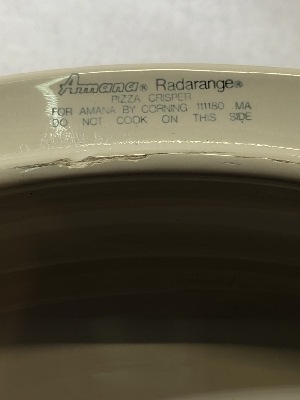 Amana® Radarange®
PIZZA CRISPER
FOR AMANA BY CORNING 111180 MA
DO NOT COOK ON THIS SIDE